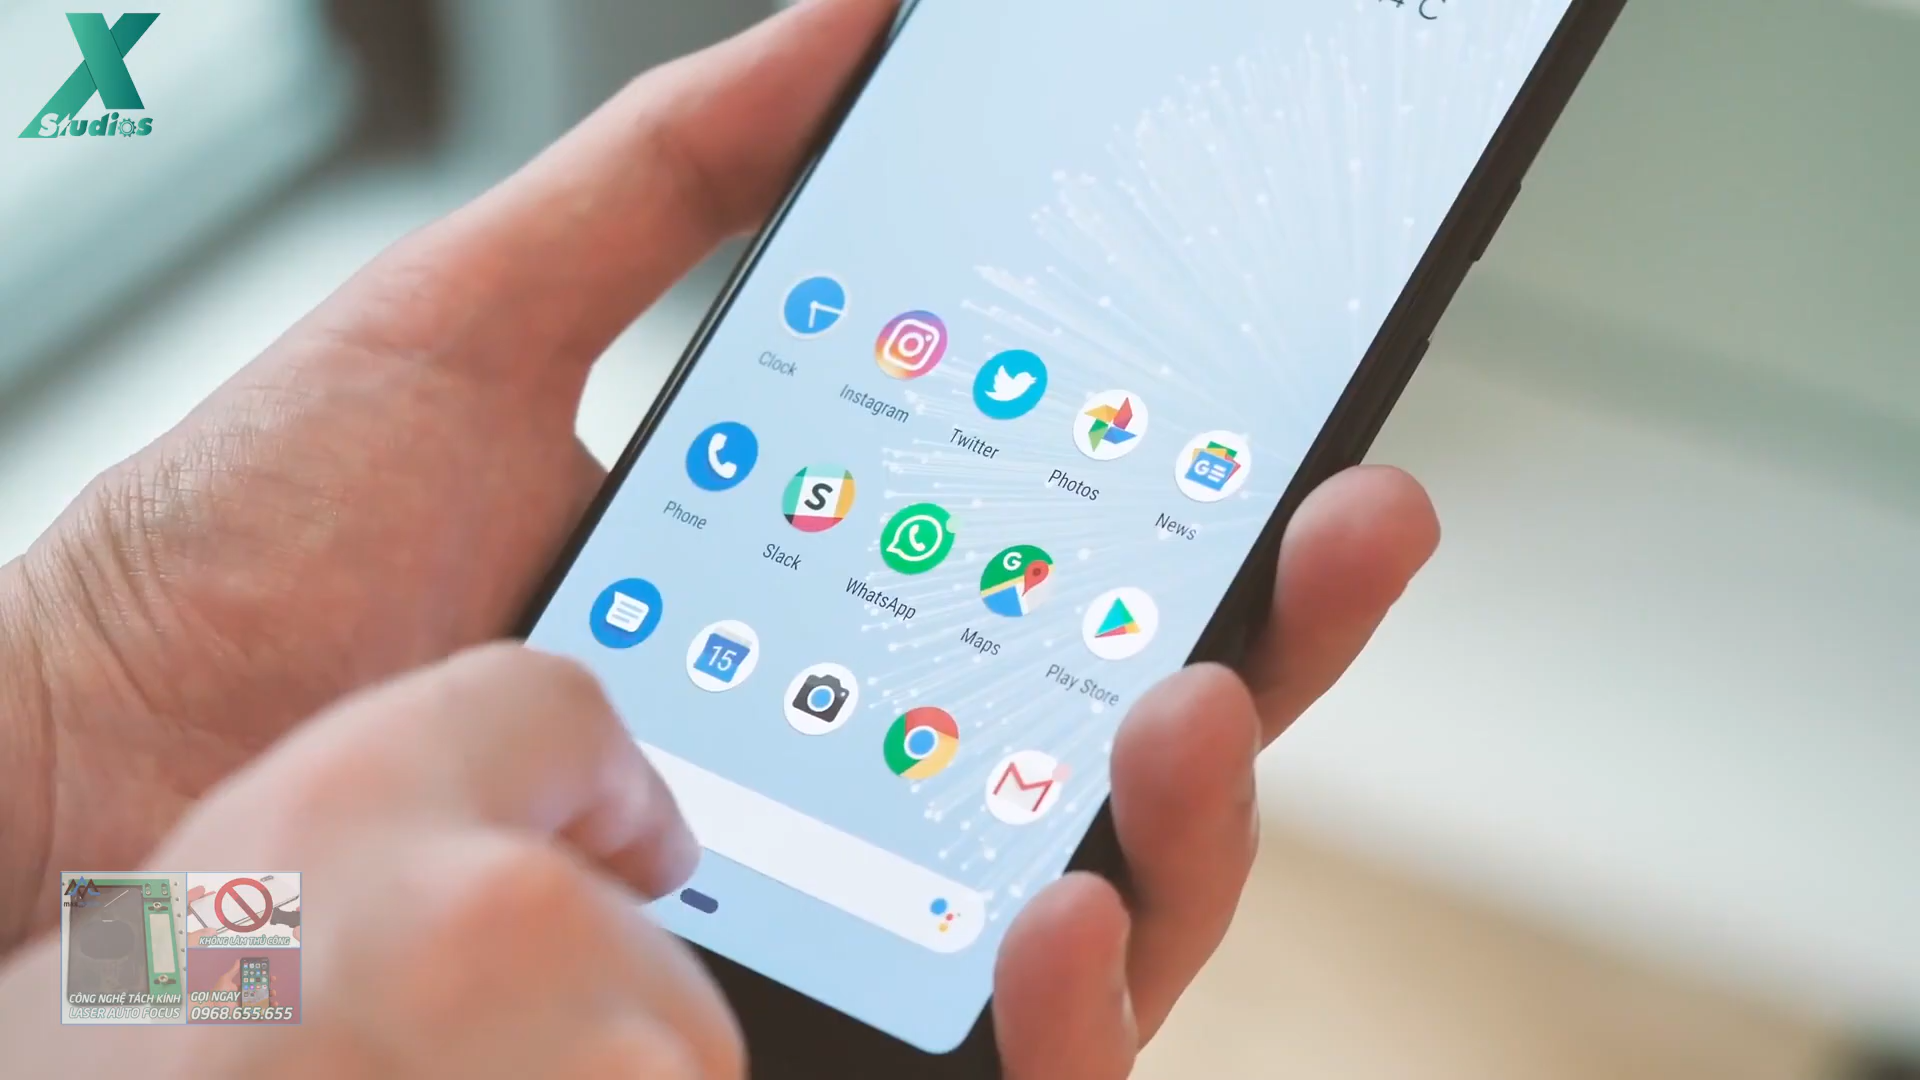 X
Studios
C
Clock
Instagram
Twitter
Photos
G
News
Phone
S
Slack
WhatsApp
G
Maps
Play Store
15
M
KHÔNG LÀM THỦ CÔNG
CÔNG NGHỆ TÁCH KÍNH
LASER AUTO FOCUS
GỌI NGAY
0968.655.655